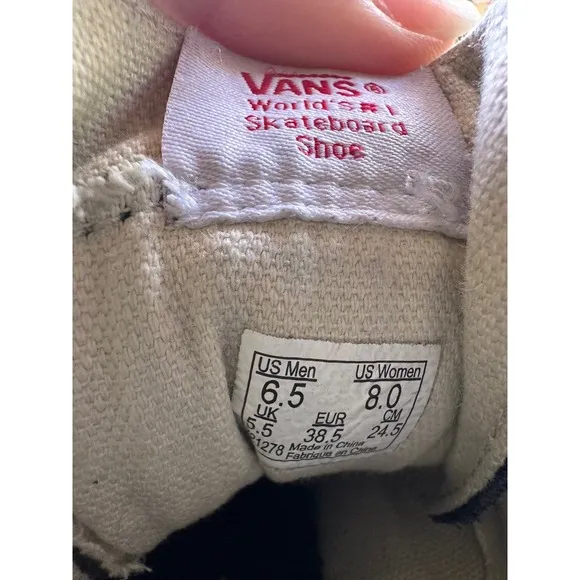 VANS®
World's #1
Skateboard
Shoe
US Men US Women
6.5 8.0
UK EUR CM
5.5 38.5 24.5
1278 Made in China
Fabriqué en Chine